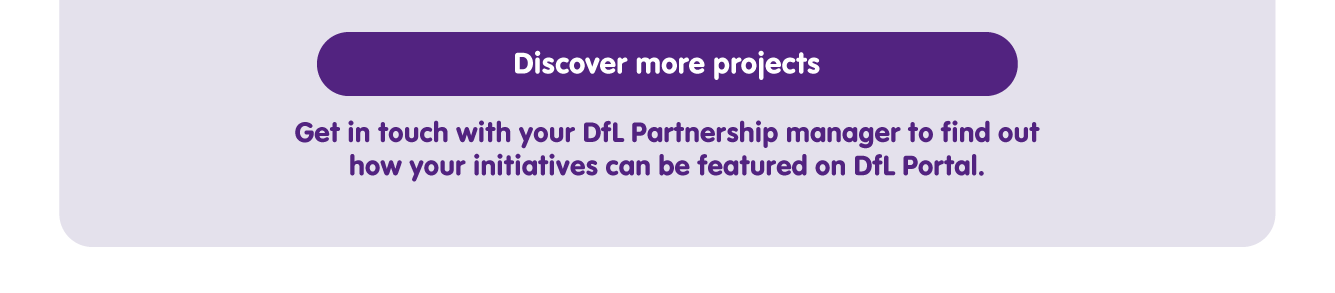 Discover more projects
Get in touch with your DfL Partnership manager to find out
how your initiatives can be featured on DfL Portal.